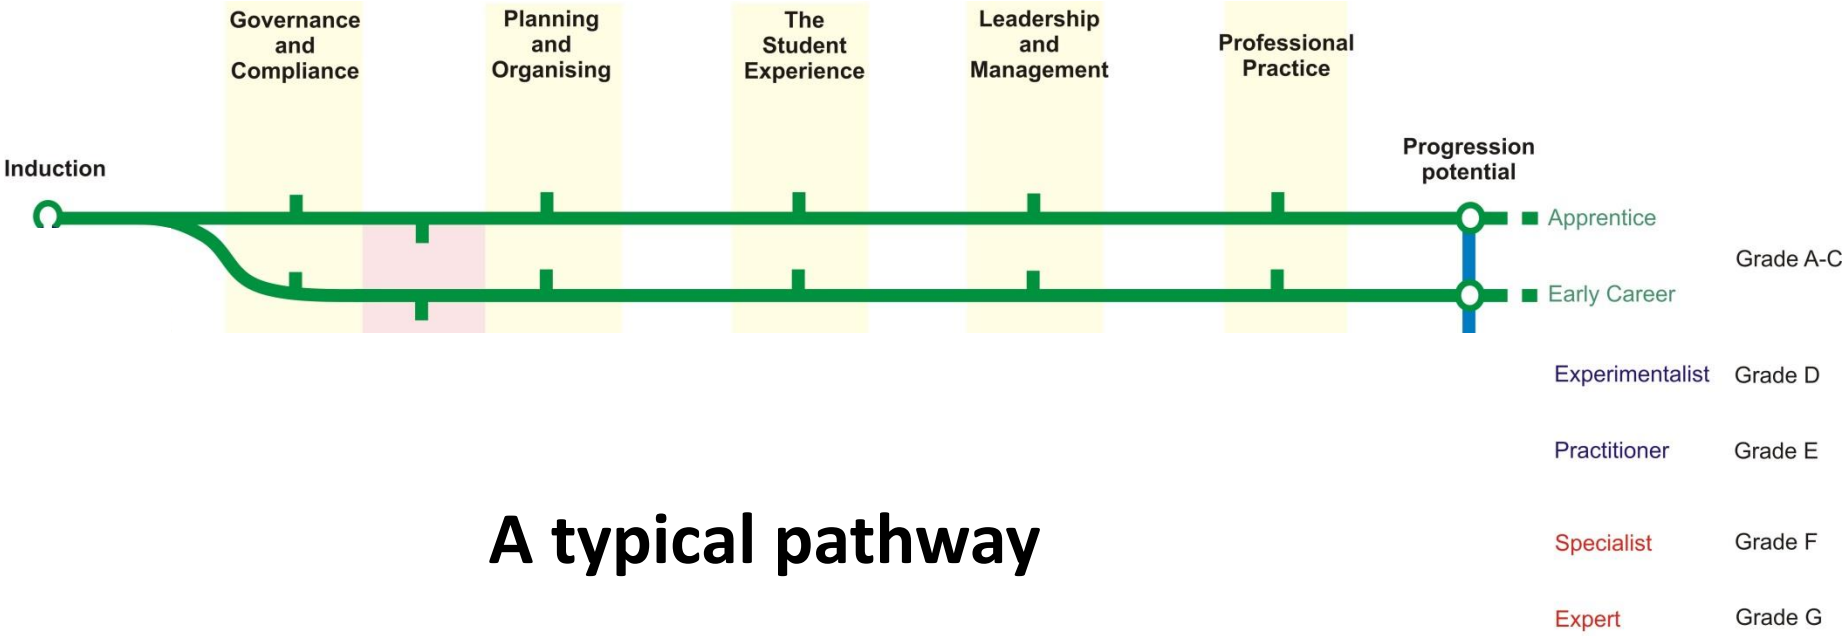 Governance
and
Compliance
Planning
and
Organising
The
Student
Experience
Leadership
and
Management
Professional
Practice
Induction
Progression
potential
Apprentice
Grade A-C
Early Career
Experimentalist Grade D
Practitioner Grade E
A typical pathway
Specialist Grade F
Expert Grade G